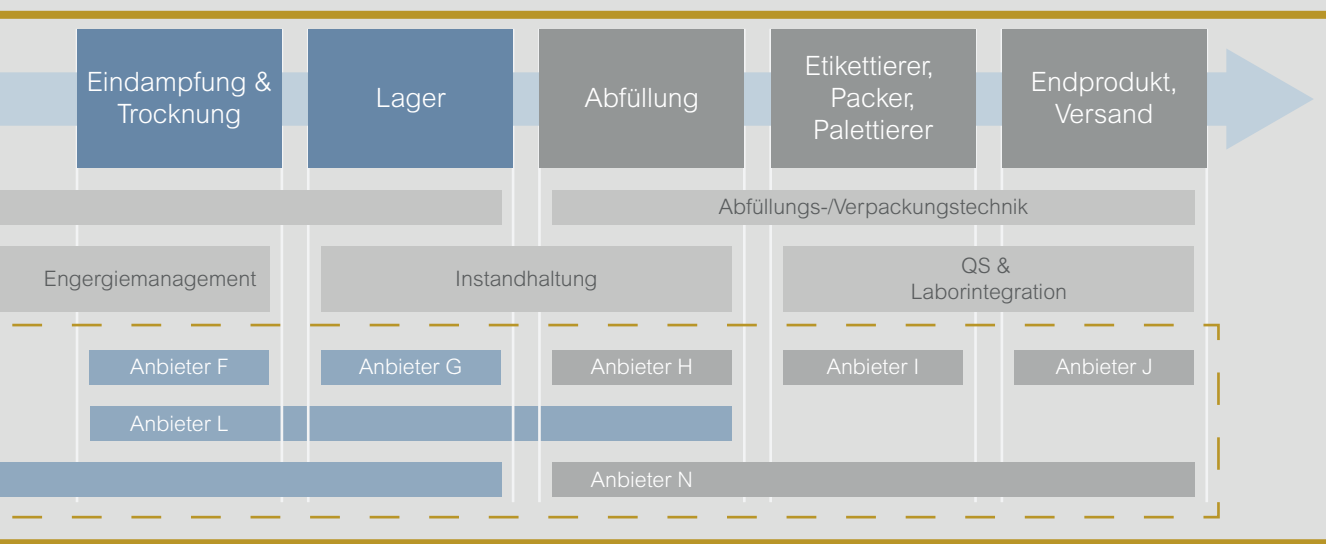 Eindampfung &
Trocknung
Lager
Abfüllung
Etikettierer,
Packer,
Palettierer
Endprodukt,
Versand
Abfüllungs-/Verpackungstechnik
Engergiemanagement
Instandhaltung
QS &
Laborintegration
Anbieter F
Anbieter G
Anbieter H
Anbieter I
Anbieter J
Anbieter L
Anbieter N